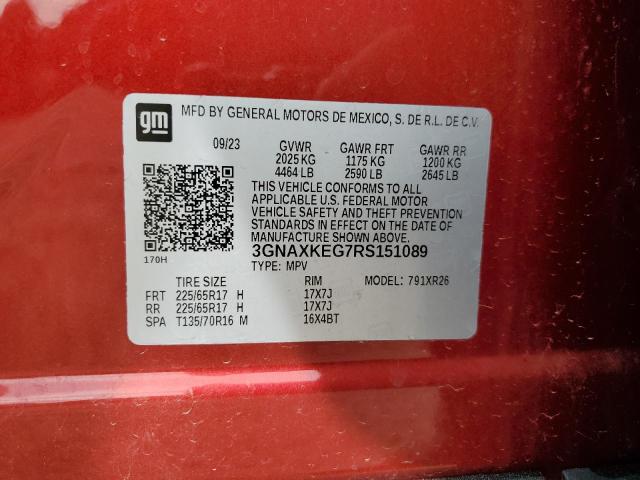 gm MFD BY GENERAL MOTORS DE MEXICO, S. DE R.L. DE C.V.
09/23 GVWR GAWR FRT GAWR RR
2025 KG 1175 KG 1200 KG
4464 LB 2590 LB 2645 LB
THIS VEHICLE CONFORMS TO ALL
APPLICABLE U.S. FEDERAL MOTOR
VEHICLE SAFETY AND THEFT PREVENTION
STANDARDS IN EFFECT ON THE DATE OF
MANUFACTURE SHOWN ABOVE.
3GNAXKEG7RS151089
170H TYPE: MPV
TIRE SIZE RIM MODEL: 791XR26
FRT 225/65R17 H 17X7J
RR 225/65R17 H 17X7J
SPA T135/70R16 M 16X4BT